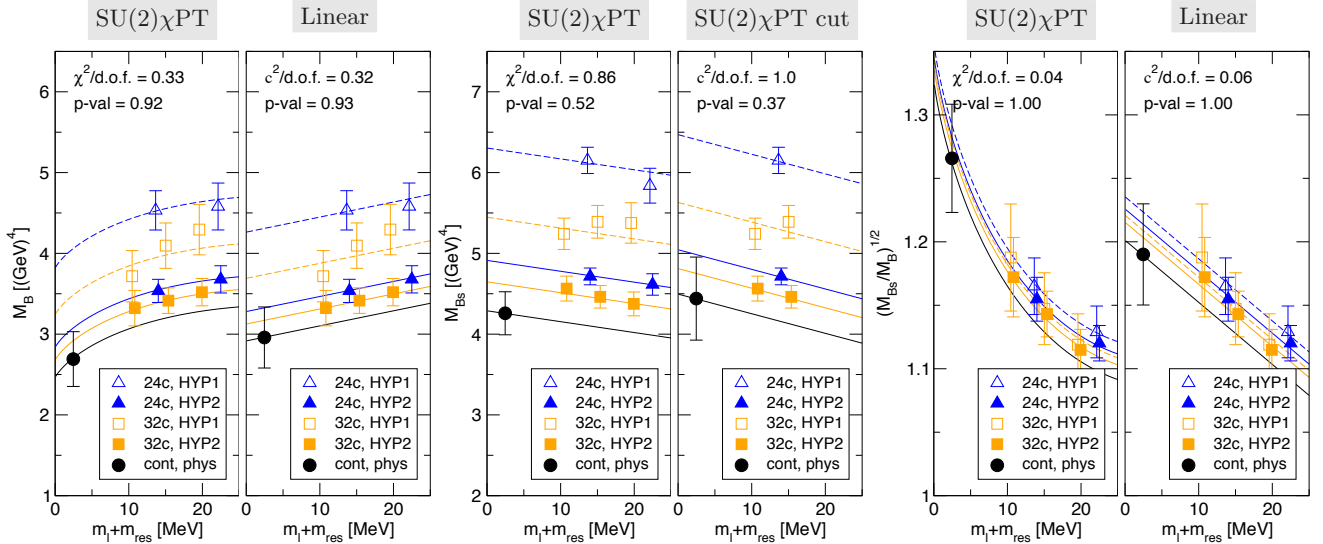 SU(2)χPT
Linear
SU(2)χPT
SU(2)χPT cut
SU(2)χPT
Linear
M_B [(GeV)^4]
6
5
4
3
2
1
χ²/d.o.f. = 0.33
p-val = 0.92
24c, HYP1
24c, HYP2
32c, HYP1
32c, HYP2
cont, phys
0 10 20
m_l+m_res [MeV]
c²/d.o.f. = 0.32
p-val = 0.93
24c, HYP1
24c, HYP2
32c, HYP1
32c, HYP2
cont, phys
0 10 20
m_l+m_res [MeV]
M_Bs [(GeV)^4]
7
6
5
4
3
2
χ²/d.o.f. = 0.86
p-val = 0.52
24c, HYP1
24c, HYP2
32c, HYP1
32c, HYP2
cont, phys
0 10 20
m_l+m_res [MeV]
c²/d.o.f. = 1.0
p-val = 0.37
24c, HYP1
24c, HYP2
32c, HYP1
32c, HYP2
cont, phys
0 10 20
m_l+m_res [MeV]
(M_Bs/M_B)^1/2
1.3
1.2
1.1
1
χ²/d.o.f. = 0.04
p-val = 1.00
24c, HYP1
24c, HYP2
32c, HYP1
32c, HYP2
cont, phys
0 10 20
m_l+m_res [MeV]
c²/d.o.f. = 0.06
p-val = 1.00
24c, HYP1
24c, HYP2
32c, HYP1
32c, HYP2
cont, phys
0 10 20
m_l+m_res [MeV]